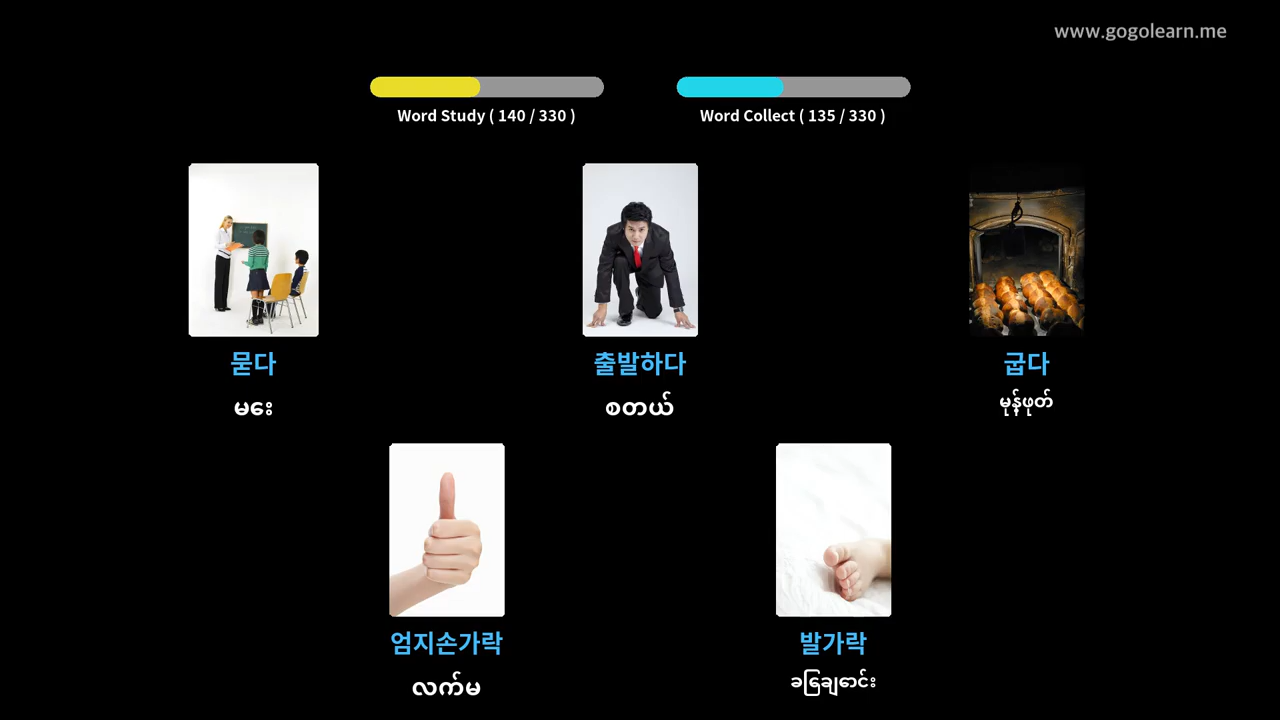 www.gogolearn.me
Word Study ( 140 / 330 )
Word Collect ( 135 / 330 )
묻다
출발하다
굽다
မေး
စတယ်
မုန့်ဖုတ်
엄지손가락
발가락
လက်မ
ခြေချောင်း